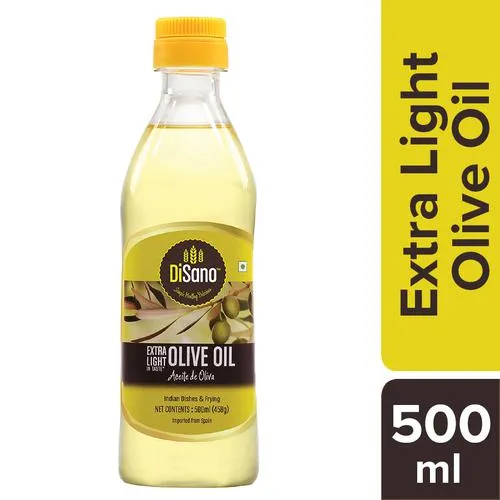 DiSano™
EXTRA
LIGHT
IN TASTE*
OLIVE OIL
Aceite de Oliva
Indian Dishes & Frying
NET CONTENTS : 500ml (458g)
Imported from Spain
Extra Light
Olive Oil
500
ml